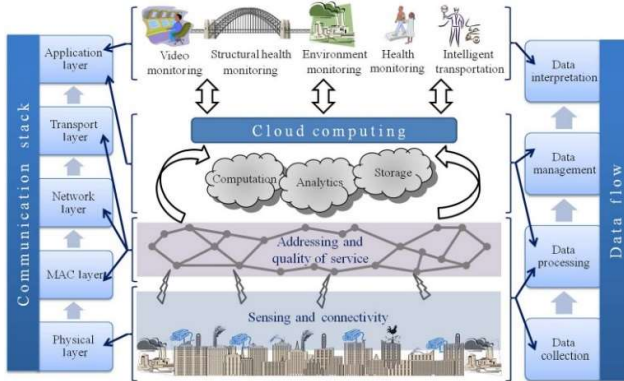 Communication stack
Application
layer
Transport
layer
Network
layer
MAC layer
Physical
layer
Video
monitoring
Structural health
monitoring
Environment
monitoring
Health
monitoring
Intelligent
transportation
Cloud computing
Computation
Analytics
Storage
Addressing and
quality of service
Sensing and connectivity
Data
interpretation
Data
management
Data
processing
Data
collection
Data flow